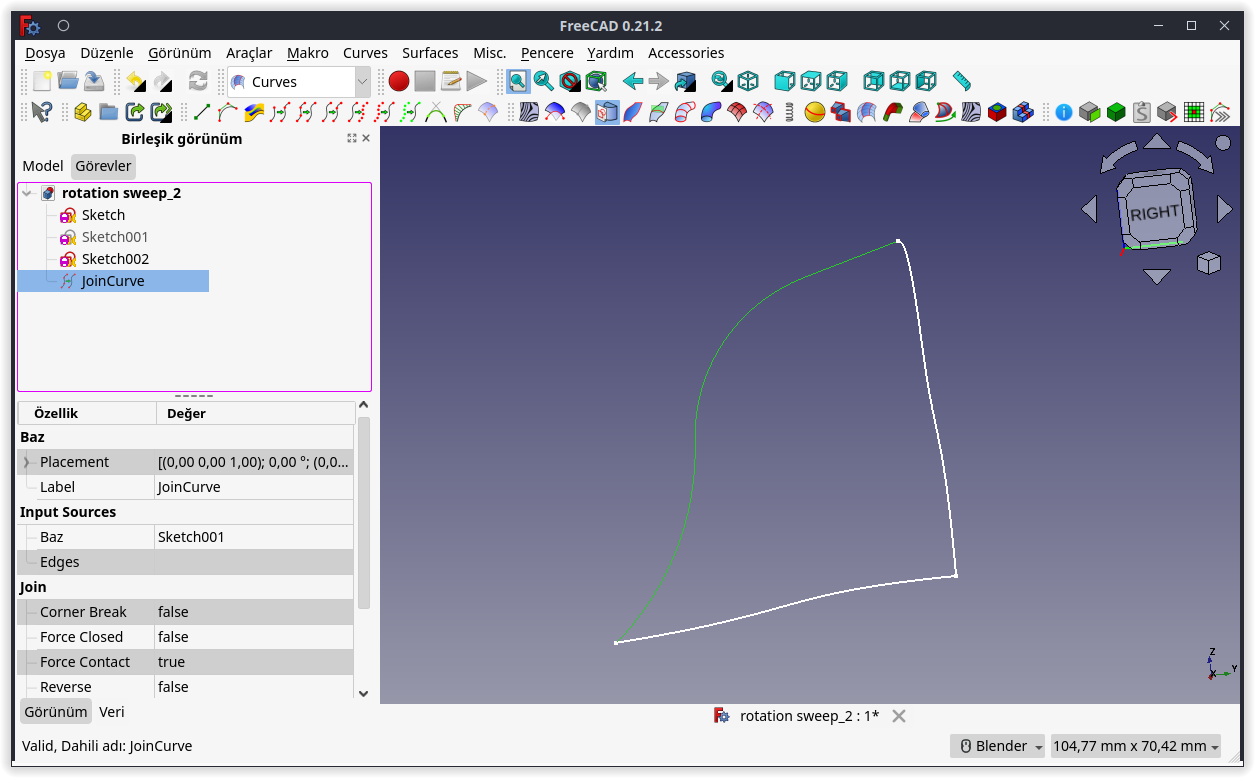 FreeCAD 0.21.2
Dosya Düzenle Görünüm Araçlar Makro Curves Surfaces Misc. Pencere Yardım Accessories
Curves
Birleşik görünüm
Model Görevler
rotation sweep_2
Sketch
Sketch001
Sketch002
JoinCurve
Özellik Değer
Baz
Placement [(0,00 0,00 1,00); 0,00 °; (0,0...
Label JoinCurve
Input Sources
Baz Sketch001
Edges
Join
Corner Break false
Force Closed false
Force Contact true
Reverse false
Görünüm Veri
RIGHT
Z
Y
X
rotation sweep_2 : 1*
Valid, Dahili adı: JoinCurve
Blender 104,77 mm x 70,42 mm